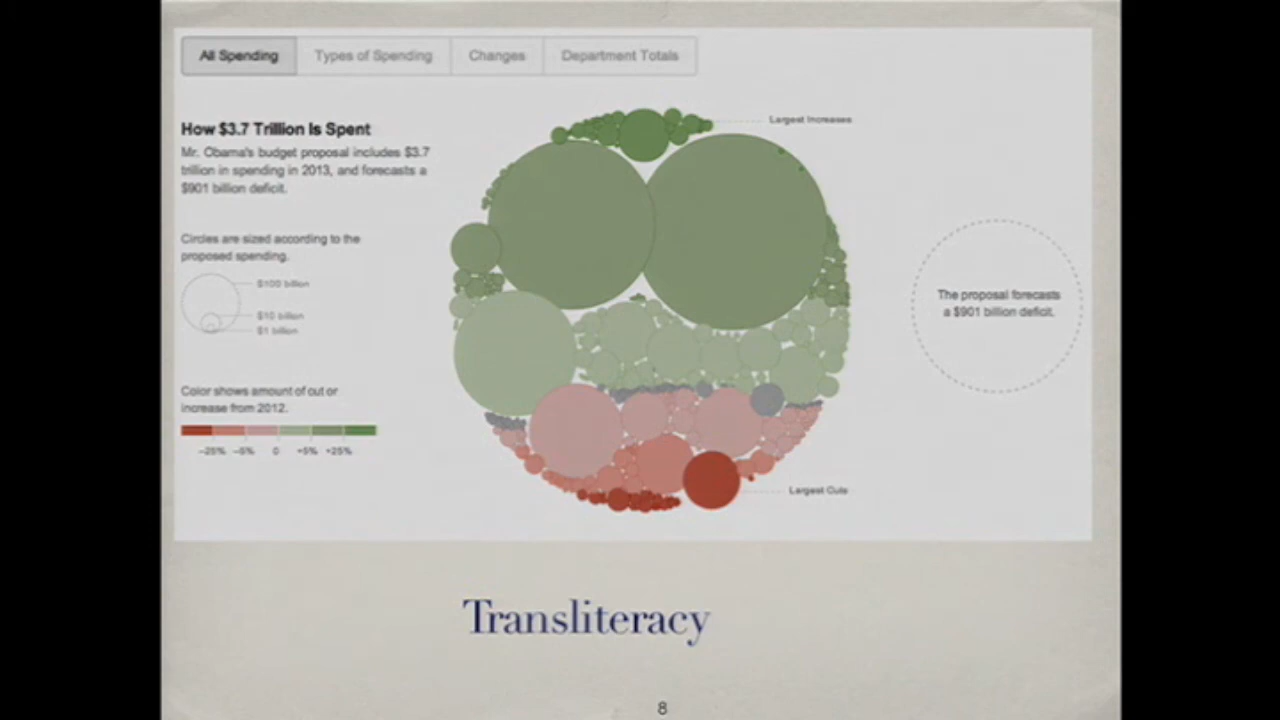 All Spending
Types of Spending
Changes
Department Totals
How $3.7 Trillion Is Spent
Mr. Obama's budget proposal includes $3.7
trillion in spending in 2013, and forecasts a
$901 billion deficit.
Circles are sized according to the
proposed spending.
$100 billion
$10 billion
$1 billion
Color shows amount of cut or
increase from 2012.
–25% –5% 0 +5% +25%
Largest Increases
Largest Cuts
The proposal forecasts
a $901 billion deficit.
Transliteracy
8